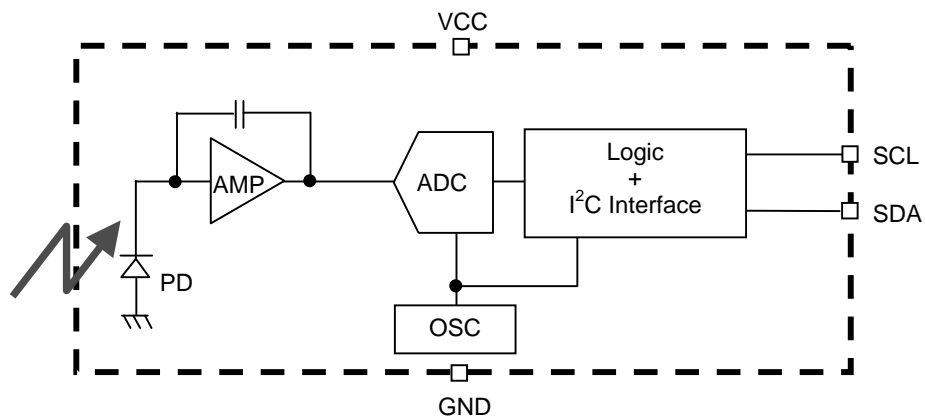 VCC
AMP
ADC
Logic
+
I²C Interface
SCL
SDA
PD
OSC
GND